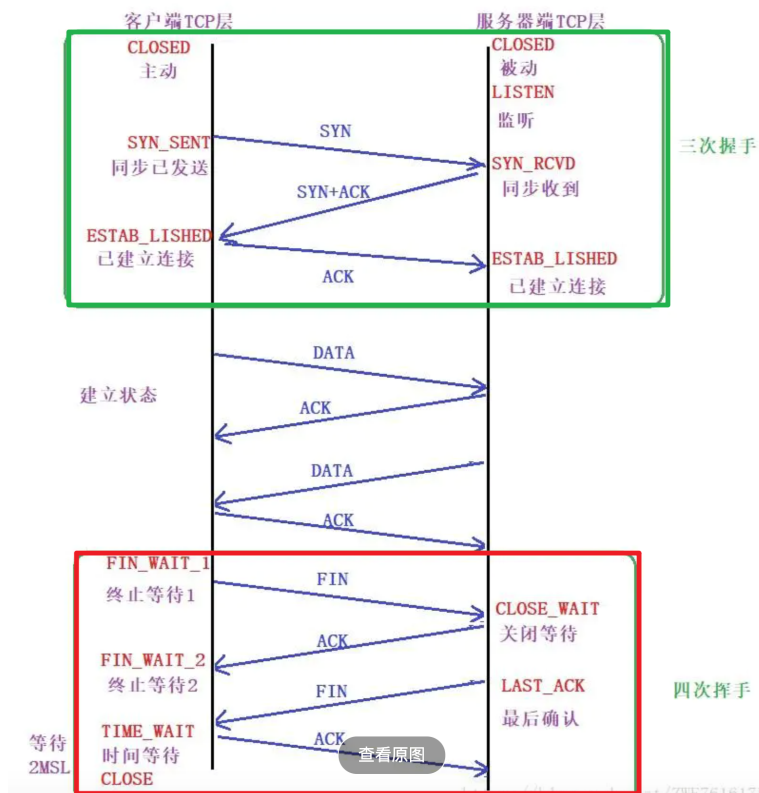 客户端TCP层
服务器端TCP层
CLOSED
主动
CLOSED
被动
LISTEN
监听
SYN
SYN_SENT
同步已发送
SYN_RCVD
同步收到
三次握手
SYN+ACK
ESTAB_LISHED
已建立连接
ACK
ESTAB_LISHED
已建立连接
DATA
建立状态
ACK
DATA
ACK
FIN_WAIT_1
终止等待1
FIN
CLOSE_WAIT
关闭等待
ACK
FIN_WAIT_2
终止等待2
FIN
LAST_ACK
最后确认
四次挥手
TIME_WAIT
时间等待
等待
2MSL
ACK
查看原图
CLOSE